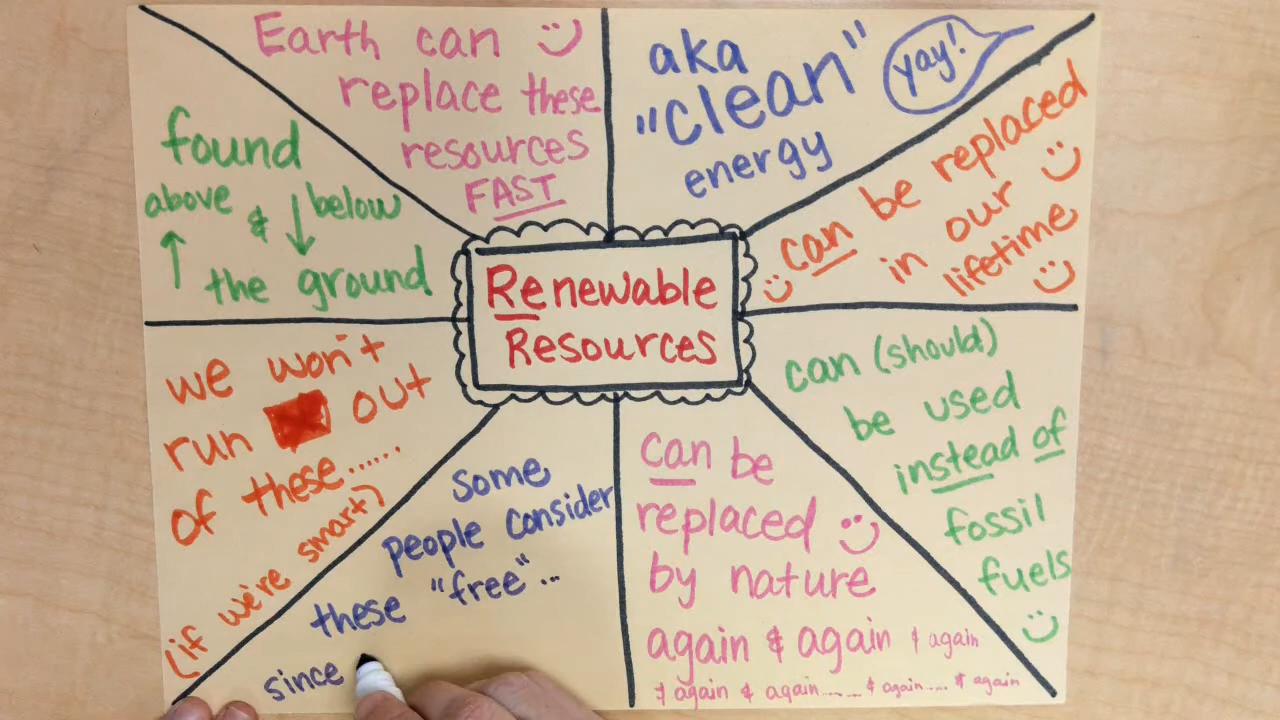 Renewable
Resources
Earth can
replace these
resources
FAST
aka
"clean"
energy
yay!
can be replaced
in our
lifetime
can (should)
be used
instead of
fossil
fuels
can be
replaced
by nature
again & again & again
& again & again...... & again.... & again
some
people consider
these "free"...
since
we won't
run out
of these......
(if we're smart)
found
above & below
the ground